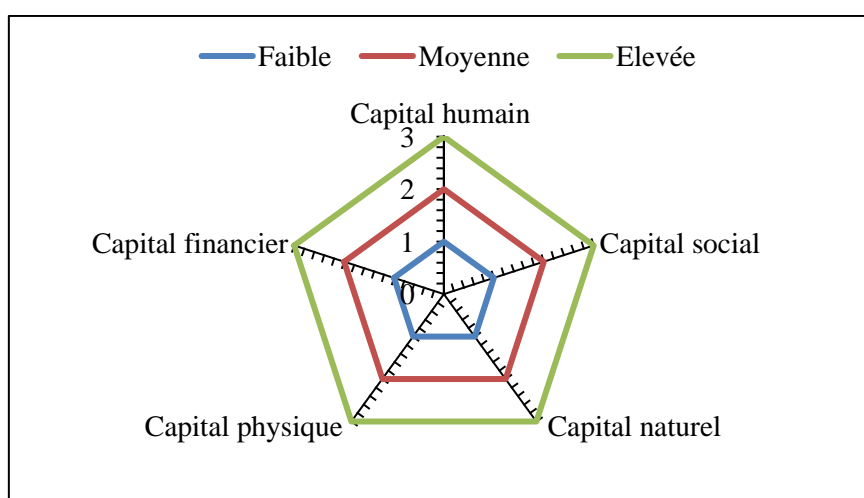 Faible Moyenne Elevée
Capital humain
3
2
Capital financier 1 Capital social
0
Capital physique Capital naturel